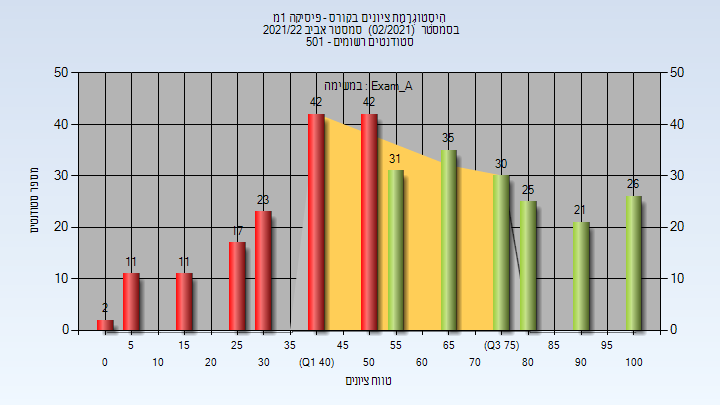 היסטוגרמת ציונים בקורס - פיסיקה 1מ
בסמסטר (02/2021) סמסטר אביב 2021/22
סטודנטים רשומים - 501
במשימה : Exam_A
מספר סטודנטים
50 40 30 20 10 0
2 11 11 17 23 42 42 31 35 30 25 21 26
50 40 30 20 10 0
5 15 25 35 45 55 65 (Q3 75) 85 95
0 10 20 30 (Q1 40) 50 60 70 80 90 100
טווח ציונים